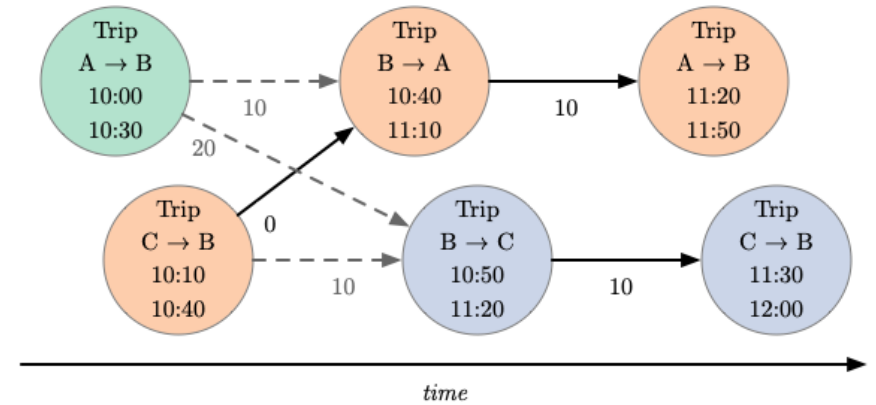 Trip
A → B
10:00
10:30
Trip
B → A
10:40
11:10
Trip
A → B
11:20
11:50
10
10
20
Trip
C → B
10:10
10:40
0
Trip
B → C
10:50
11:20
Trip
C → B
11:30
12:00
10
10
time